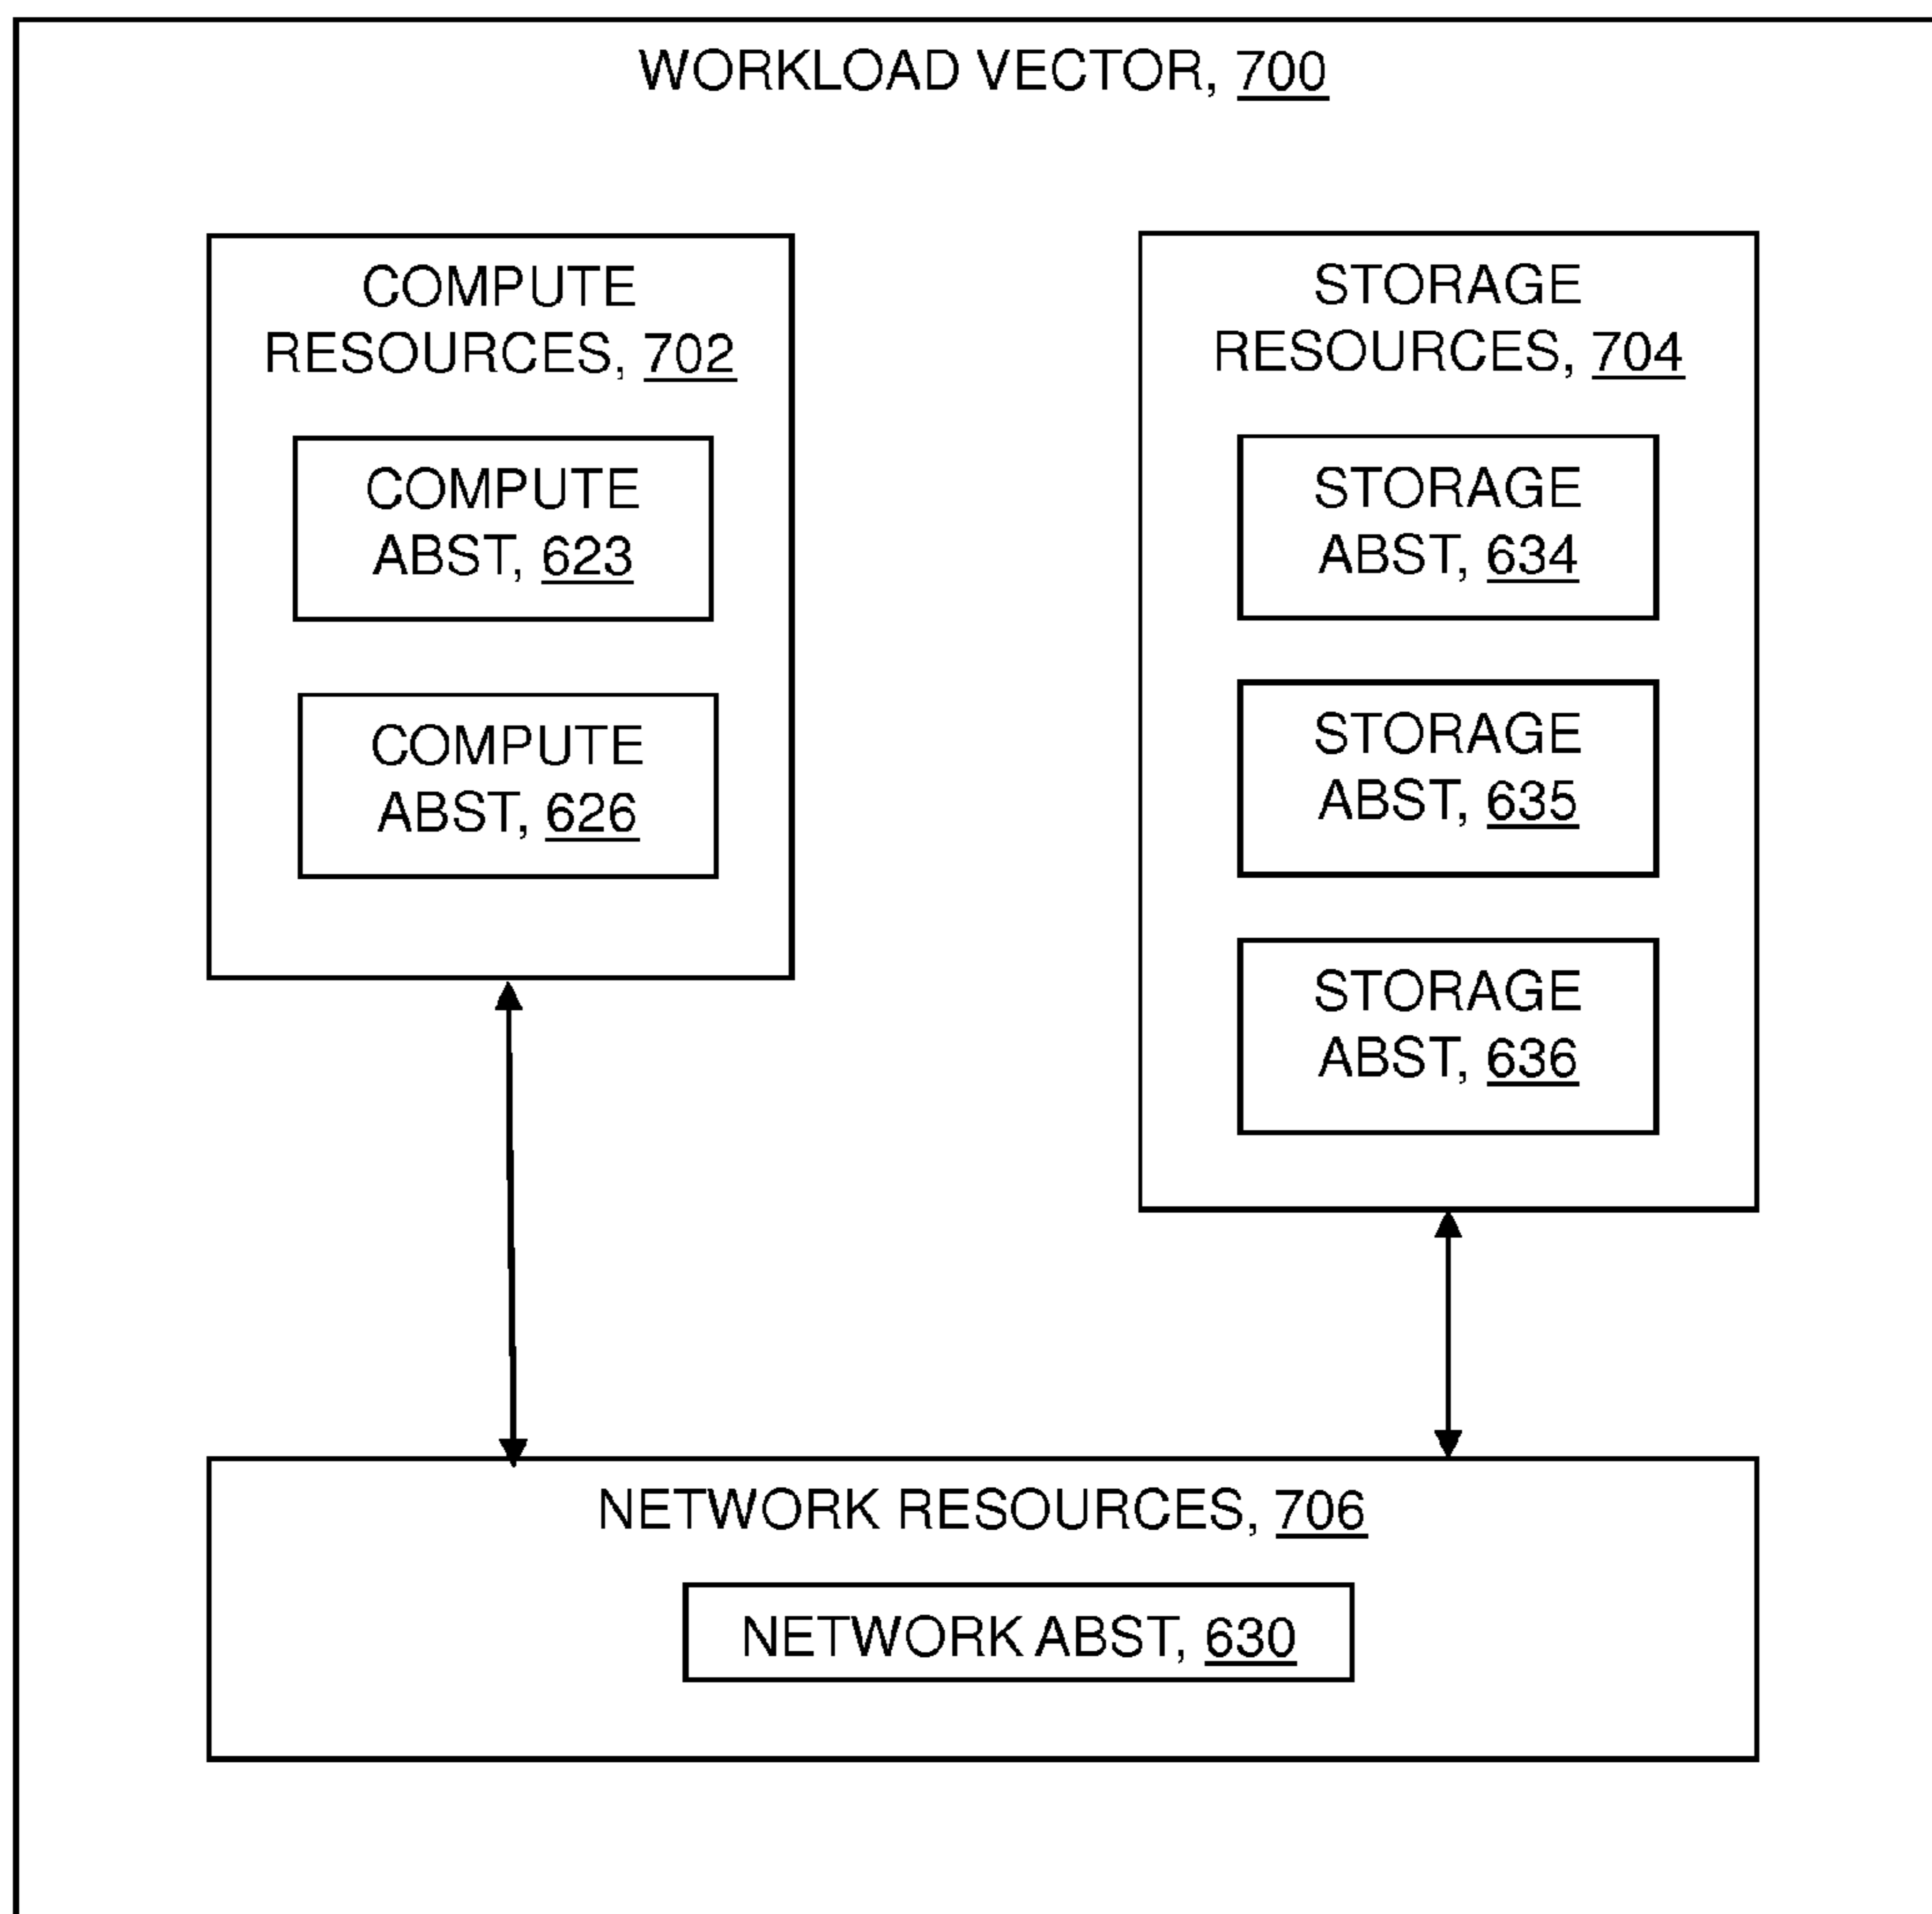 WORKLOAD VECTOR, 700
COMPUTE
RESOURCES, 702
COMPUTE
ABST, 623
COMPUTE
ABST, 626
STORAGE
RESOURCES, 704
STORAGE
ABST, 634
STORAGE
ABST, 635
STORAGE
ABST, 636
NETWORK RESOURCES, 706
NETWORK ABST, 630